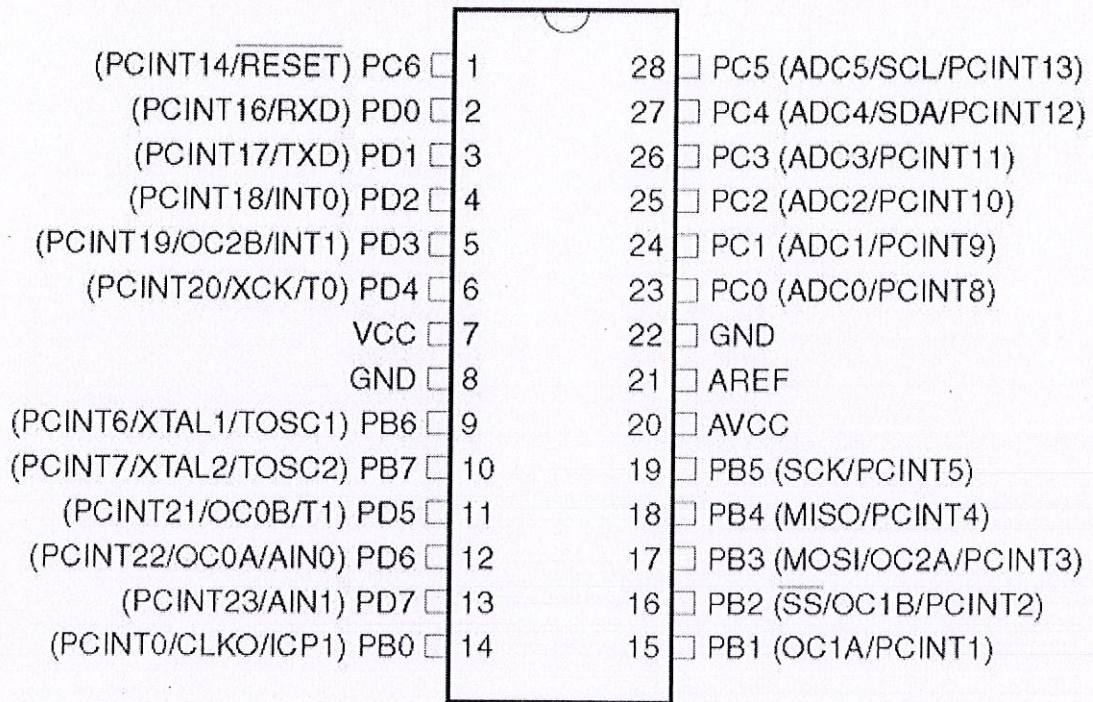 (PCINT14/RESET) PC6 1
(PCINT16/RXD) PD0 2
(PCINT17/TXD) PD1 3
(PCINT18/INT0) PD2 4
(PCINT19/OC2B/INT1) PD3 5
(PCINT20/XCK/T0) PD4 6
VCC 7
GND 8
(PCINT6/XTAL1/TOSC1) PB6 9
(PCINT7/XTAL2/TOSC2) PB7 10
(PCINT21/OC0B/T1) PD5 11
(PCINT22/OC0A/AIN0) PD6 12
(PCINT23/AIN1) PD7 13
(PCINT0/CLKO/ICP1) PB0 14
28 PC5 (ADC5/SCL/PCINT13)
27 PC4 (ADC4/SDA/PCINT12)
26 PC3 (ADC3/PCINT11)
25 PC2 (ADC2/PCINT10)
24 PC1 (ADC1/PCINT9)
23 PC0 (ADC0/PCINT8)
22 GND
21 AREF
20 AVCC
19 PB5 (SCK/PCINT5)
18 PB4 (MISO/PCINT4)
17 PB3 (MOSI/OC2A/PCINT3)
16 PB2 (SS/OC1B/PCINT2)
15 PB1 (OC1A/PCINT1)